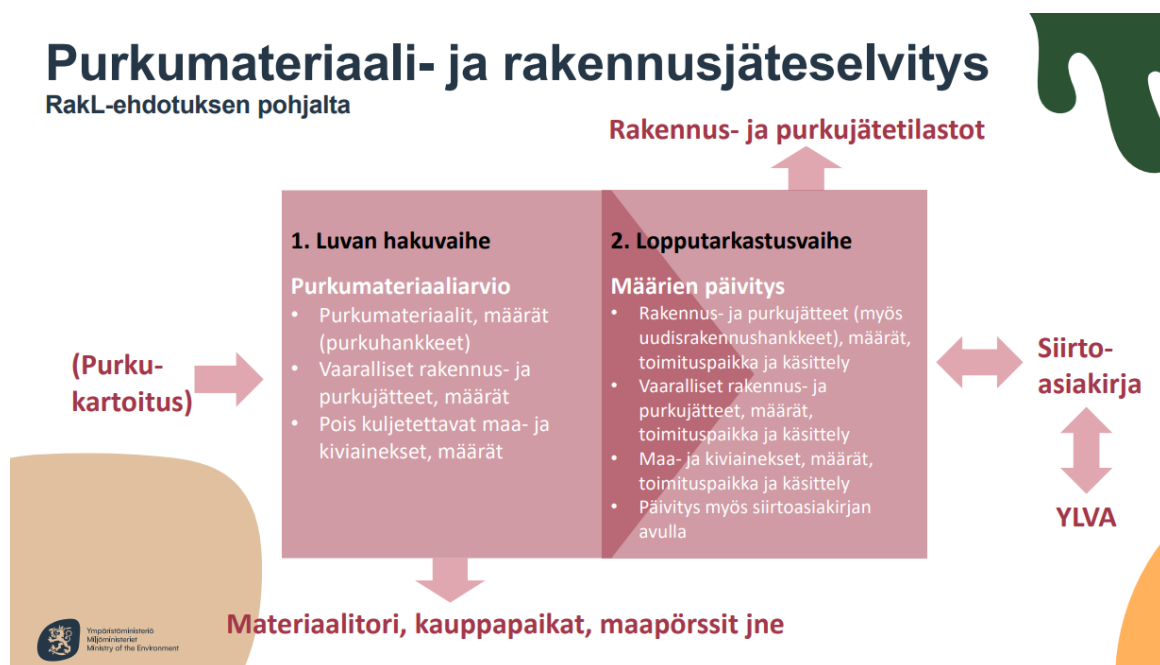 Purkumateriaali- ja rakennusjäteselvitys
RakL-ehdotuksen pohjalta
Rakennus- ja purkujätetilastot
1. Luvan hakuvaihe
Purkumateriaaliarvio
• Purkumateriaalit, määrät
(purkuhankkeet)
• Vaaralliset rakennus- ja
purkujätteet, määrät
• Pois kuljetettavat maa- ja
kiviainekset, määrät
2. Lopputarkastusvaihe
Määrien päivitys
• Rakennus- ja purkujätteet (myös
uudisrakennushankkeet), määrät,
toimituspaikka ja käsittely
• Vaaralliset rakennus- ja
purkujätteet, määrät,
toimituspaikka ja käsittely
• Maa- ja kiviainekset, määrät,
toimituspaikka ja käsittely
• Päivitys myös siirtoasiakirjan
avulla
(Purku-
kartoitus)
Siirto-
asiakirja
YLVA
Materiaalitori, kauppapaikat, maapörssit jne
Ympäristöministeriö
Miljöministeriet
Ministry of the Environment